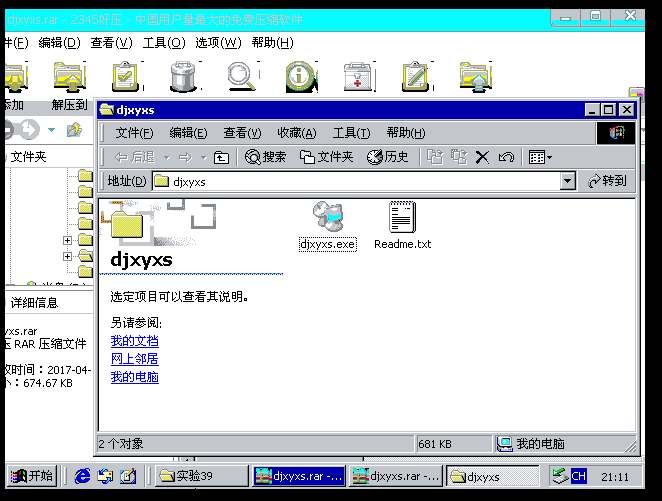 djxyxs.rar - 2345好压 - 中国用户量最大的免安压缩软件
件(F) 编辑(D) 查看(V) 工具(O) 选项(W) 帮助(H)
添加 解压到
djxyxs
文件(F) 编辑(E) 查看(V) 收藏(A) 工具(T) 帮助(H)
后退 搜索 文件夹 历史
地址(D) djxyxs 转到
文件夹
djxyxs
选定项目可以查看其说明。
另请参阅:
我的文档
网上邻居
我的电脑
djxyxs.exe Readme.txt
详细信息
yxs.rar
压 RAR 压缩文件
改时间：2017-04-
小：674.67 KB
2 个对象 681 KB 我的电脑
开始 实验39 djxyxs.rar -... djxyxs.rar -... djxyxs CH 21:11